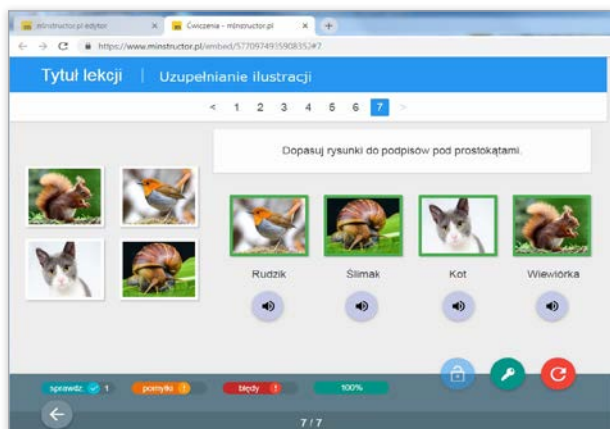 minstructor.pl edytor
Ćwiczenia – minstructor.pl
https://www.minstructor.pl/embed/5770974915908352#7
Tytuł lekcji | Uzupełnianie ilustracji
< 1 2 3 4 5 6 7 >
Dopasuj rysunki do podpisów pod prostokątami.
Rudzik Ślimak Kot Wiewiórka
sprawdź 1 pomyłki błędy 100%
7 / 7